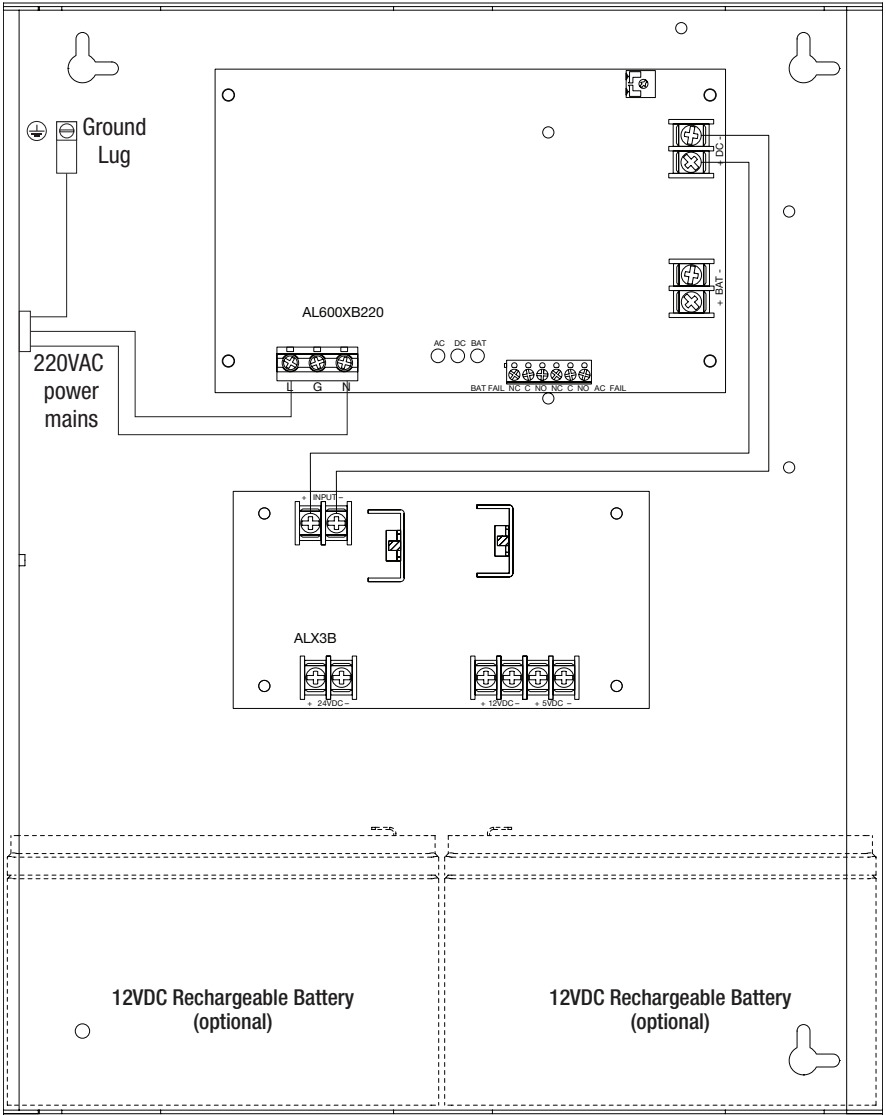 Ground
Lug
- DC +
- BAT +
AL600XB220
AC DC BAT
L G N
BAT FAIL NC C NO NC C NO AC FAIL
220VAC
power
mains
+ INPUT –
ALX3B
+ 24VDC –
+ 12VDC – + 5VDC –
12VDC Rechargeable Battery
(optional)
12VDC Rechargeable Battery
(optional)